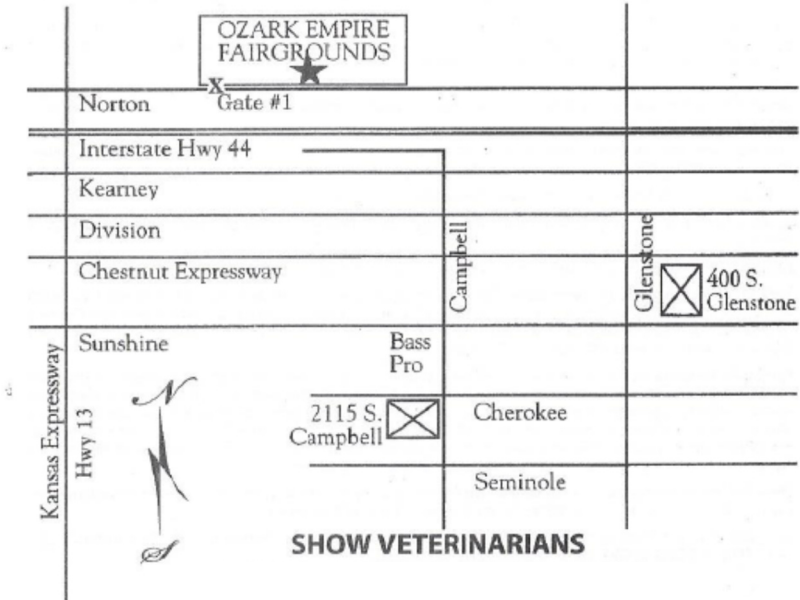 OZARK EMPIRE
FAIRGROUNDS
X
Gate #1
Norton
Interstate Hwy 44
Kearney
Division
Chestnut Expressway
Campbell
Glenstone
400 S.
Glenstone
Sunshine
Bass
Pro
Kansas Expressway
Hwy 13
N
2115 S.
Campbell
Cherokee
Seminole
S
SHOW VETERINARIANS